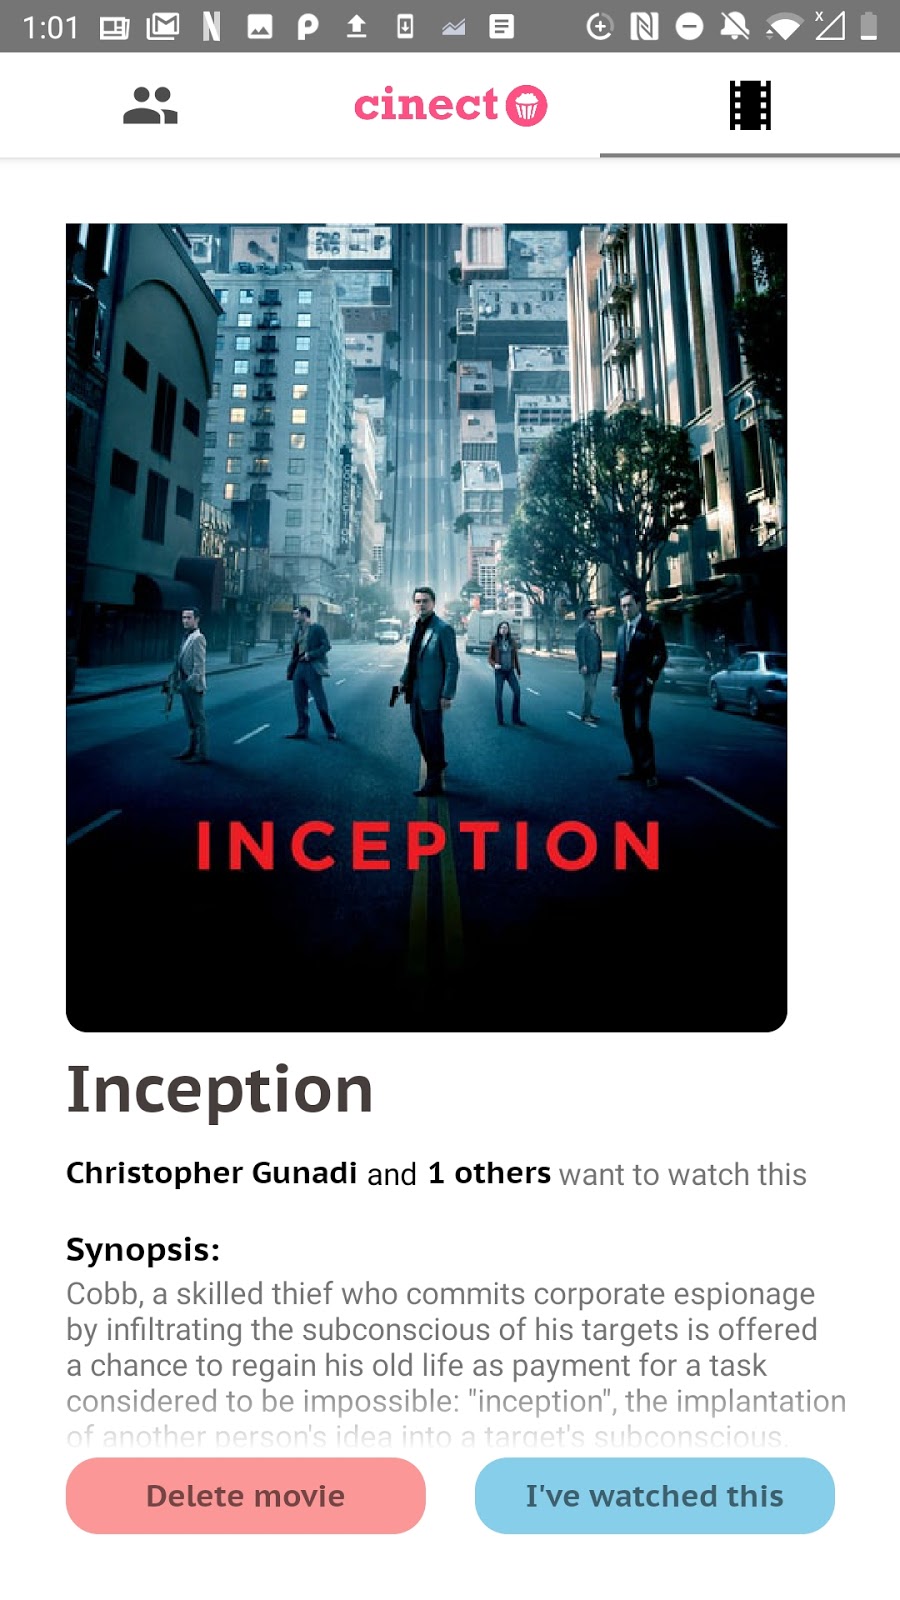 1:01
cinect
INCEPTION
Inception
Christopher Gunadi and 1 others want to watch this
Synopsis:
Cobb, a skilled thief who commits corporate espionage
by infiltrating the subconscious of his targets is offered
a chance to regain his old life as payment for a task
considered to be impossible: "inception", the implantation
of another person's idea into a target's subconscious.
Delete movie
I've watched this